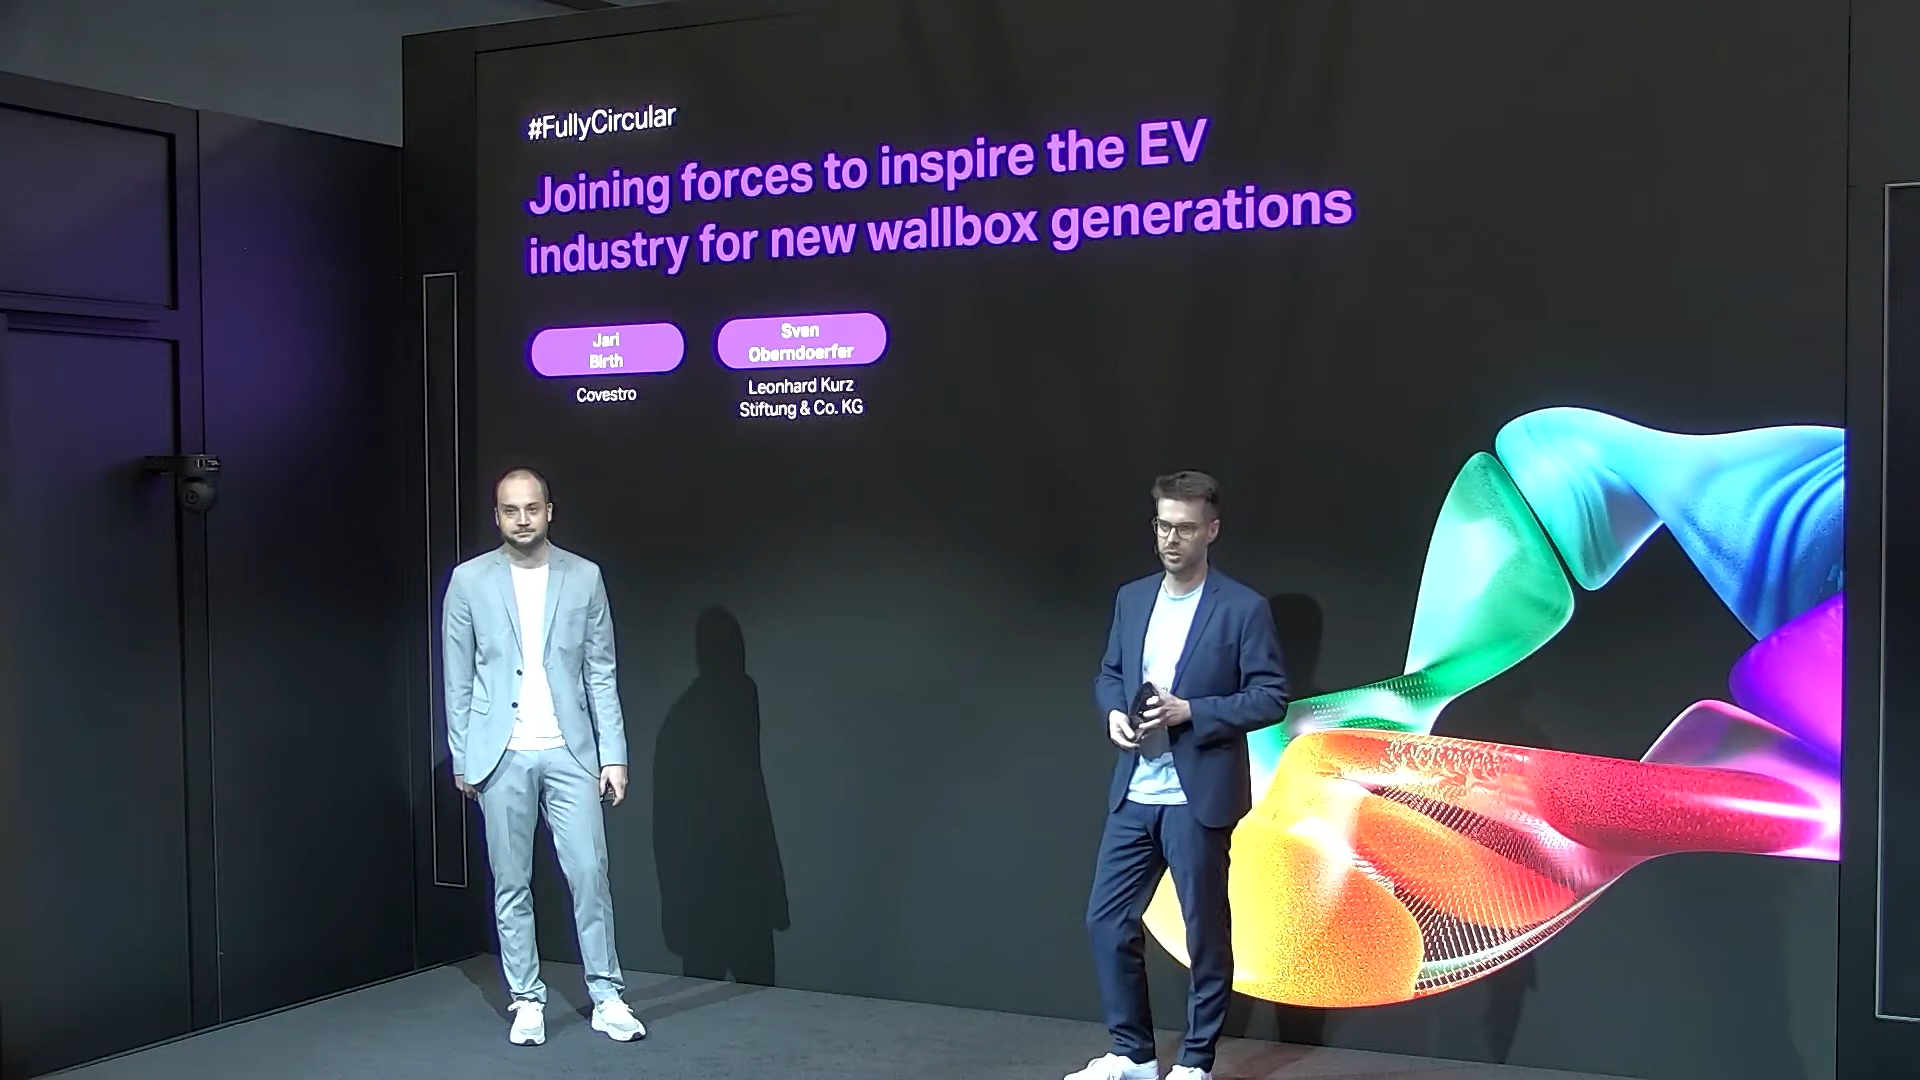 #FullyCircular
Joining forces to inspire the EV
industry for new wallbox generations
Jari
Birth
Covestro
Sven
Oberndoerfer
Leonhard Kurz
Stiftung & Co. KG